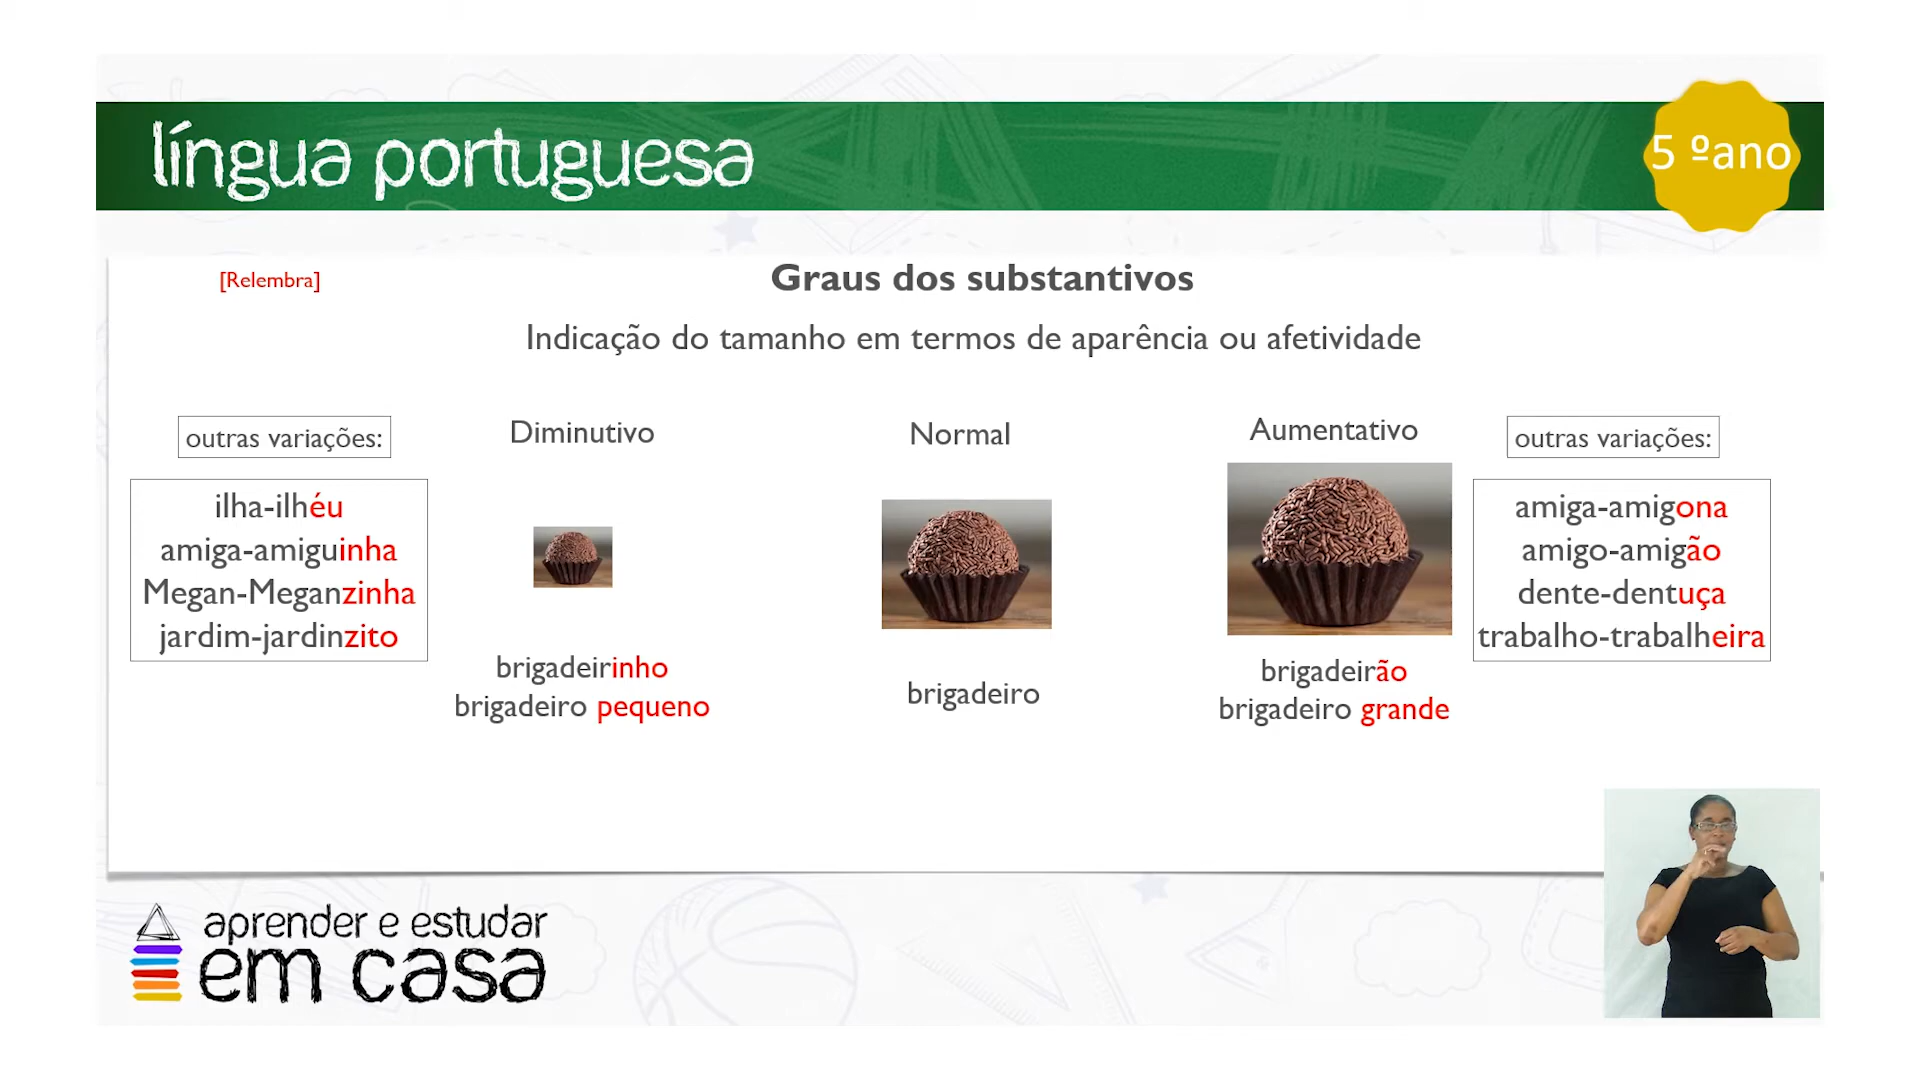 língua portuguesa
5 ºano
[Relembra]
Graus dos substantivos
Indicação do tamanho em termos de aparência ou afetividade
outras variações:
ilha-ilhéu
amiga-amiguinha
Megan-Meganzinha
jardim-jardinzito
Diminutivo
brigadeirinho
brigadeiro pequeno
Normal
brigadeiro
Aumentativo
brigadeirão
brigadeiro grande
outras variações:
amiga-amigona
amigo-amigão
dente-dentuça
trabalho-trabalheira
aprender e estudar
em casa